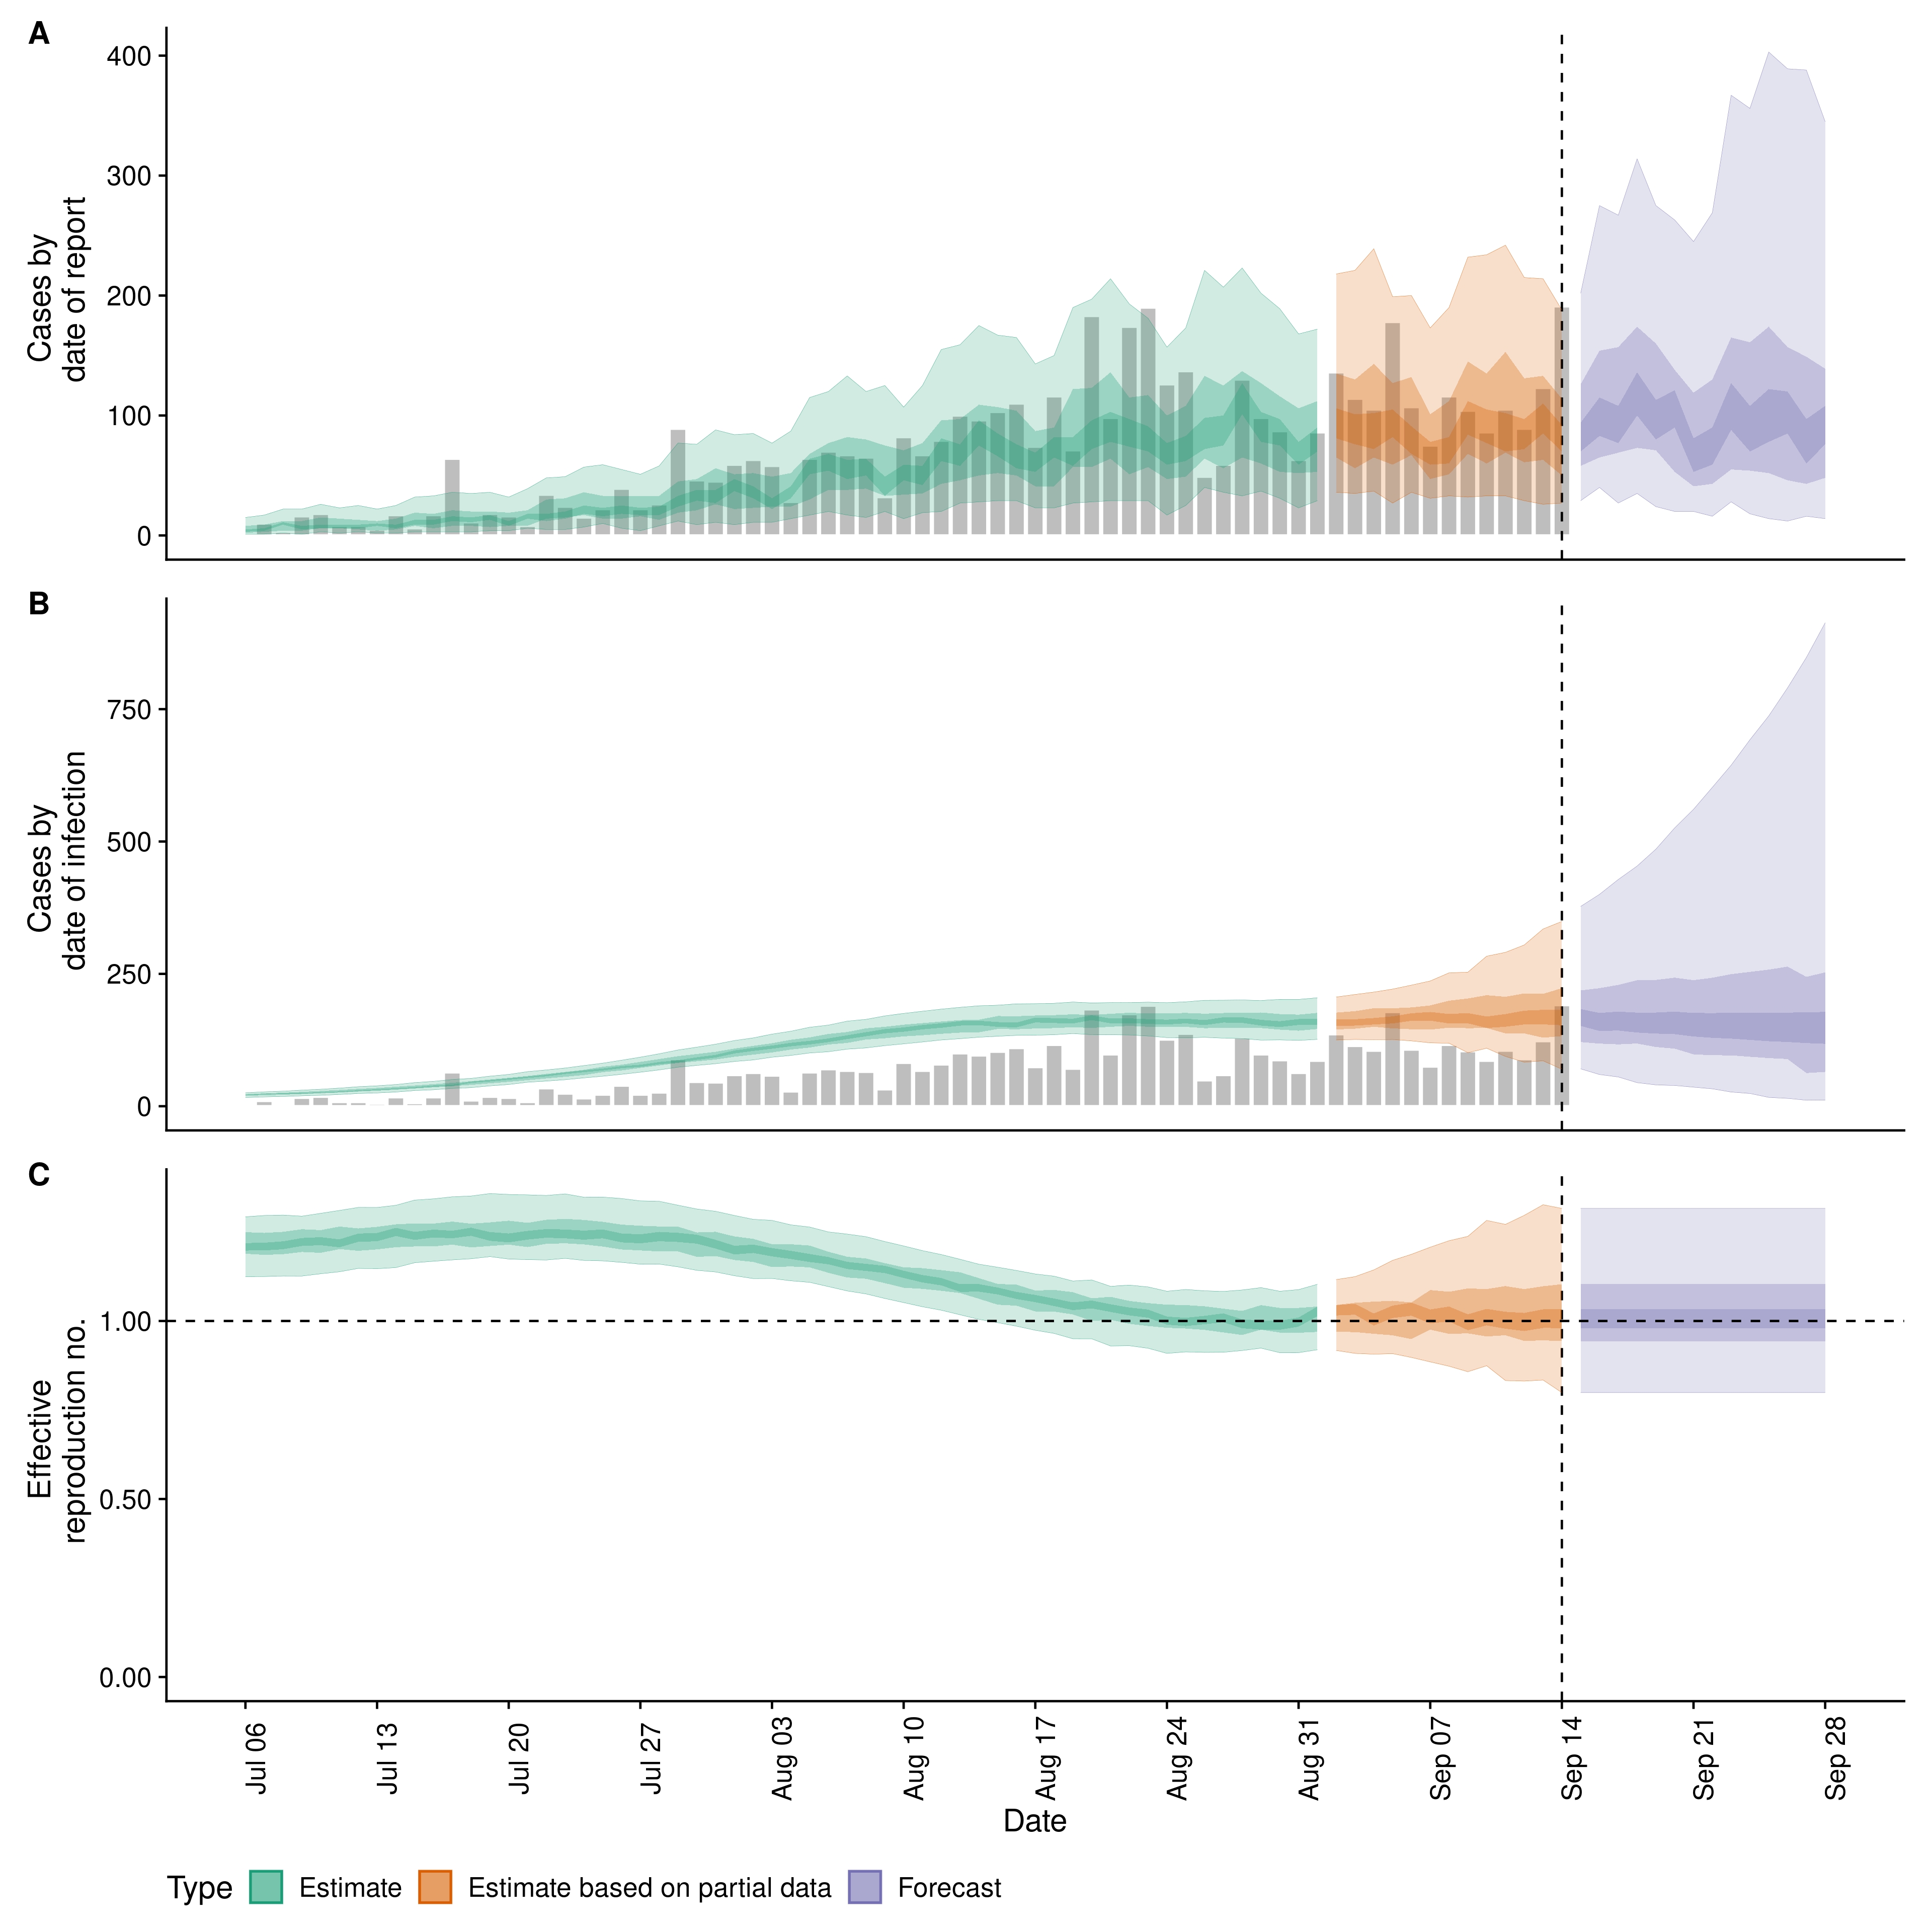 A
400
300
200
100
0
Cases by
date of report
B
750
500
250
0
Cases by
date of infection
C
1.00
0.50
0.00
Effective
reproduction no.
Jul 06
Jul 13
Jul 20
Jul 27
Aug 03
Aug 10
Aug 17
Aug 24
Aug 31
Sep 07
Sep 14
Sep 21
Sep 28
Date
Type Estimate Estimate based on partial data Forecast